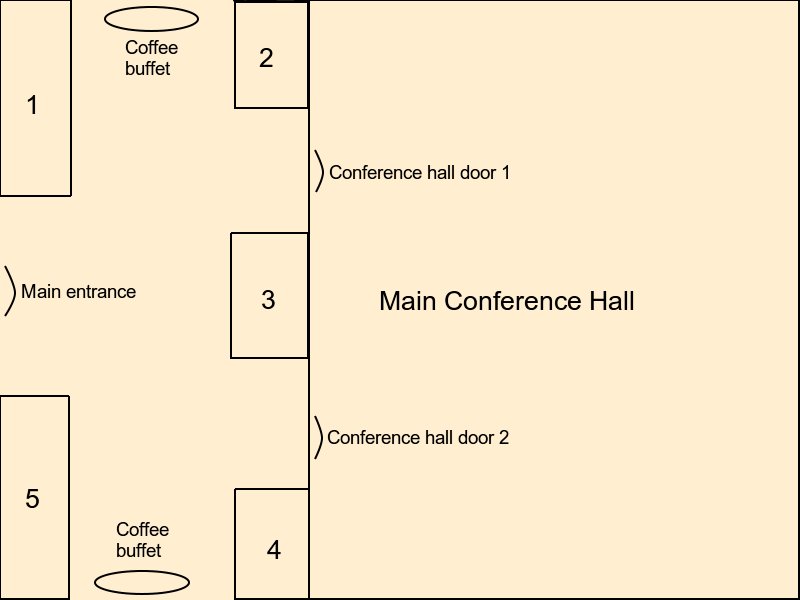 Coffee
buffet
2
1
Conference hall door 1
Main entrance
3
Main Conference Hall
Conference hall door 2
5
Coffee
buffet
4